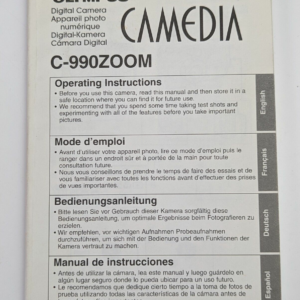 OLYMPUS
Digital Camera
Appareil photo
numérique
Digital-Kamera
Cámara Digital
CAMEDIA
C-990ZOOM
Operating Instructions
• Before you use this camera, read this manual and then store it in a
safe location where you can find it for future use.
• We recommend that you spend some time taking test shots and
experimenting with all of the features before you take important
shots.
English
Mode d'emploi
• Avant d'utiliser votre appareil photo, lire ce mode d'emploi puis le
ranger dans un endroit sûr et à portée de la main pour toute
consultation future.
• Nous vous conseillons de prendre le temps de faire des essais et de
vous familiariser avec toutes les fonctions avant d'effectuer des prises
de vues importantes.
Français
Bedienungsanleitung
• Bitte lesen Sie vor Gebrauch dieser Kamera sorgfältig diese
Bedienungsanleitung, um optimale Ergebnisse beim Fotografieren zu
erzielen.
• Wir empfehlen, vor wichtigen Aufnahmen Probeaufnahmen
durchzuführen, um sich mit der Bedienung und den Funktionen der
Kamera vertraut zu machen.
Deutsch
Manual de instrucciones
• Antes de utilizar la cámara, lea este manual y luego guárdelo en
algún lugar seguro donde lo pueda ubicar para un uso futuro.
• Le recomendamos que dedique cierto tiempo a la toma de fotos de
prueba utilizando todas las características de la cámara antes de
Español